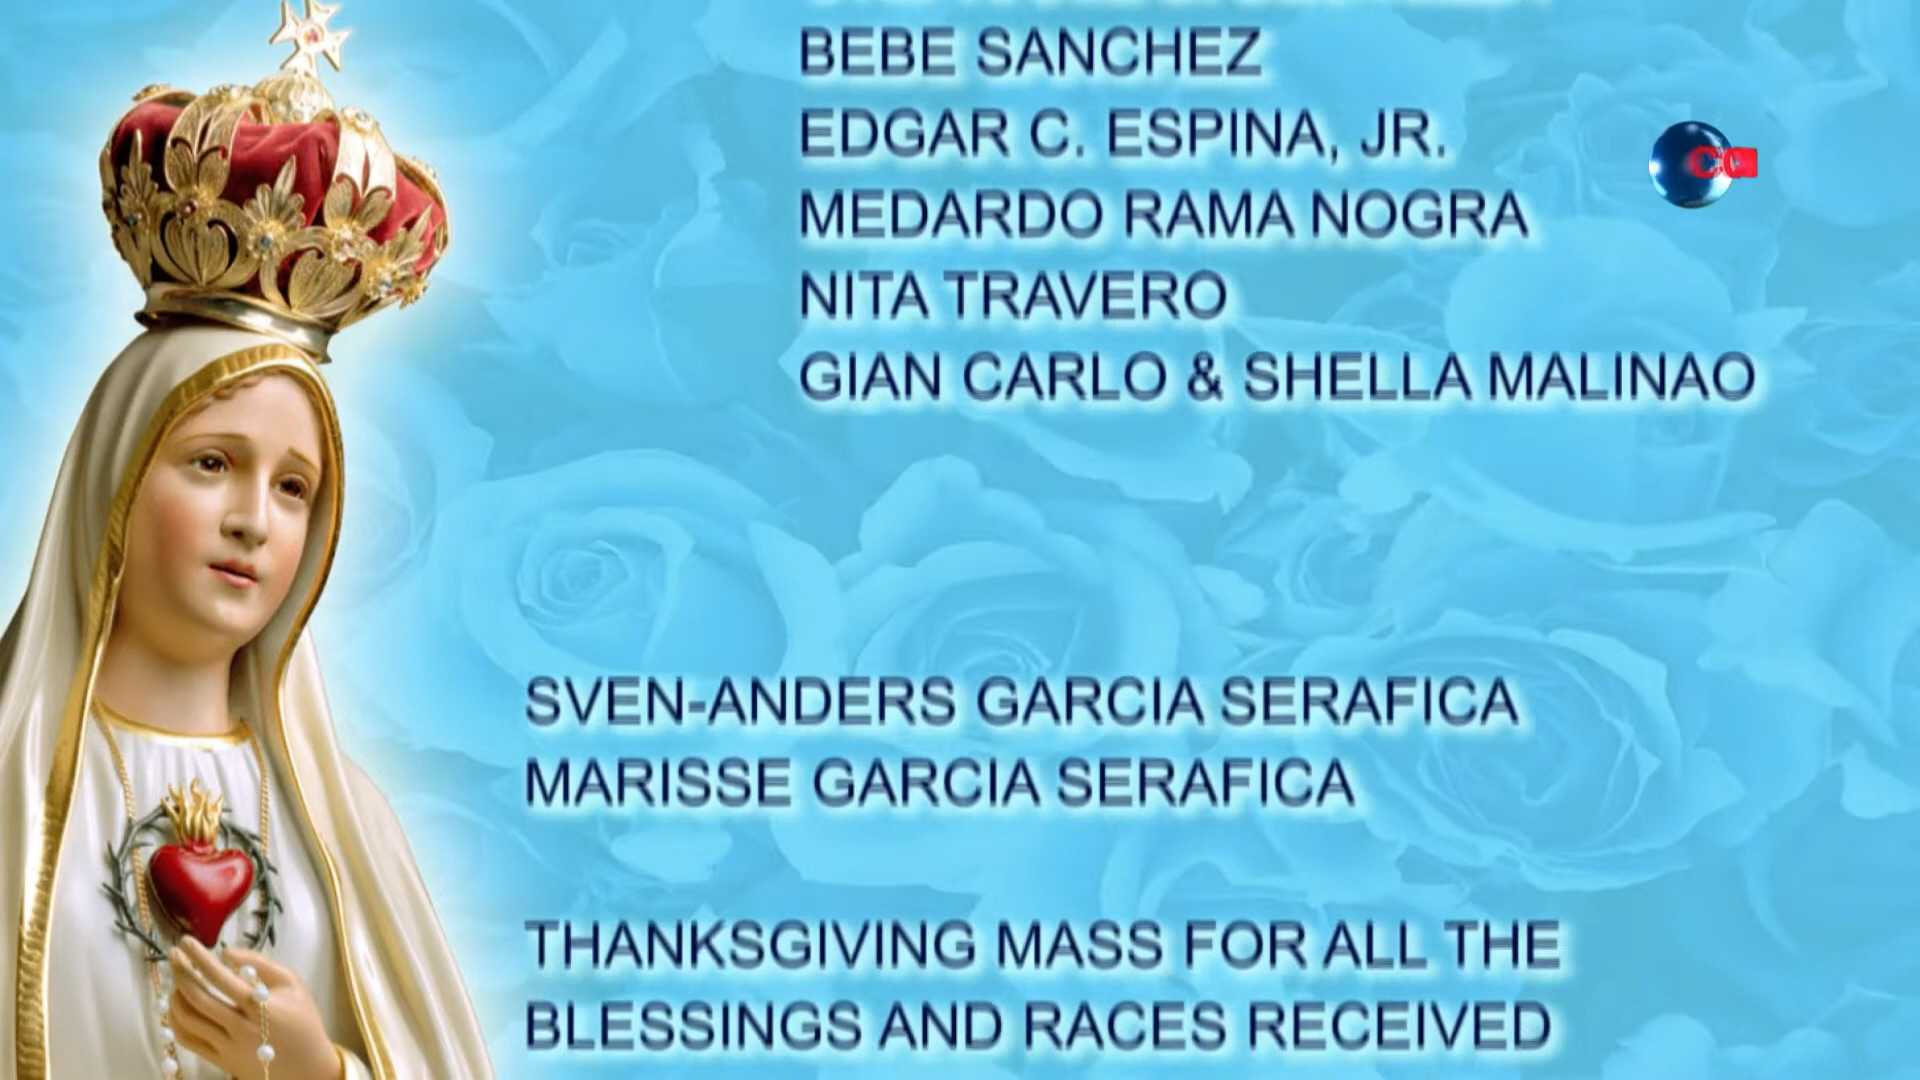 BEBE SANCHEZ
EDGAR C. ESPINA, JR.
MEDARDO RAMA NOGRA
NITA TRAVERO
GIAN CARLO & SHELLA MALINAO
SVEN-ANDERS GARCIA SERAFICA
MARISSE GARCIA SERAFICA
THANKSGIVING MASS FOR ALL THE
BLESSINGS AND RACES RECEIVED